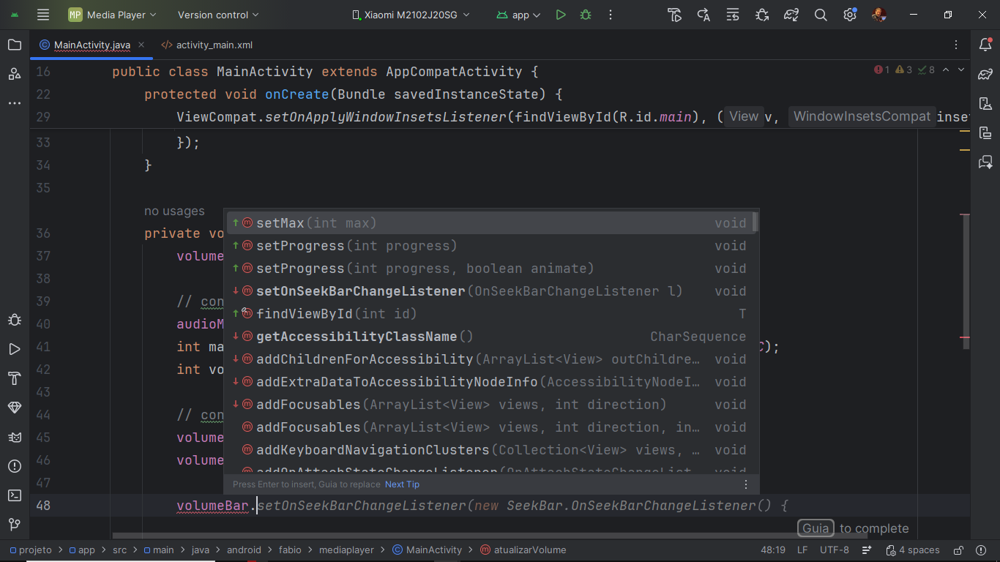 MP Media Player Version control Xiaomi M2102J20SG app
MainActivity.java activity_main.xml
16 public class MainActivity extends AppCompatActivity { 1 3 8
22 protected void onCreate(Bundle savedInstanceState) {
29 ViewCompat.setOnApplyWindowInsetsListener(findViewById(R.id.main), ( View v, WindowInsetsCompat inset
33 });
34 }
35
no usages
36 private vo
37 volume
38
39 // con
40 audioM
41 int ma C);
42 int vo
43
44 // con
45 volume
46 volume
47
48 volumeBar.setOnSeekBarChangeListener(new SeekBar.OnSeekBarChangeListener() {
setMax(int max) void
setProgress(int progress) void
setProgress(int progress, boolean animate) void
setOnSeekBarChangeListener(OnSeekBarChangeListener l) void
findViewById(int id) T
getAccessibilityClassName() CharSequence
addChildrenForAccessibility(ArrayList<View> outChildre… void
addExtraDataToAccessibilityNodeInfo(AccessibilityNodeI… void
addFocusables(ArrayList<View> views, int direction) void
addFocusables(ArrayList<View> views, int direction, in… void
addKeyboardNavigationClusters(Collection<View> views, … void
addOnAttachStateChangeListener(OnAttachStateChangeList… void
Press Enter to insert, Guia to replace Next Tip
Guia to complete
projeto > app > src > main > java > android > fabio > mediaplayer > MainActivity > atualizarVolume 48:19 LF UTF-8 4 spaces